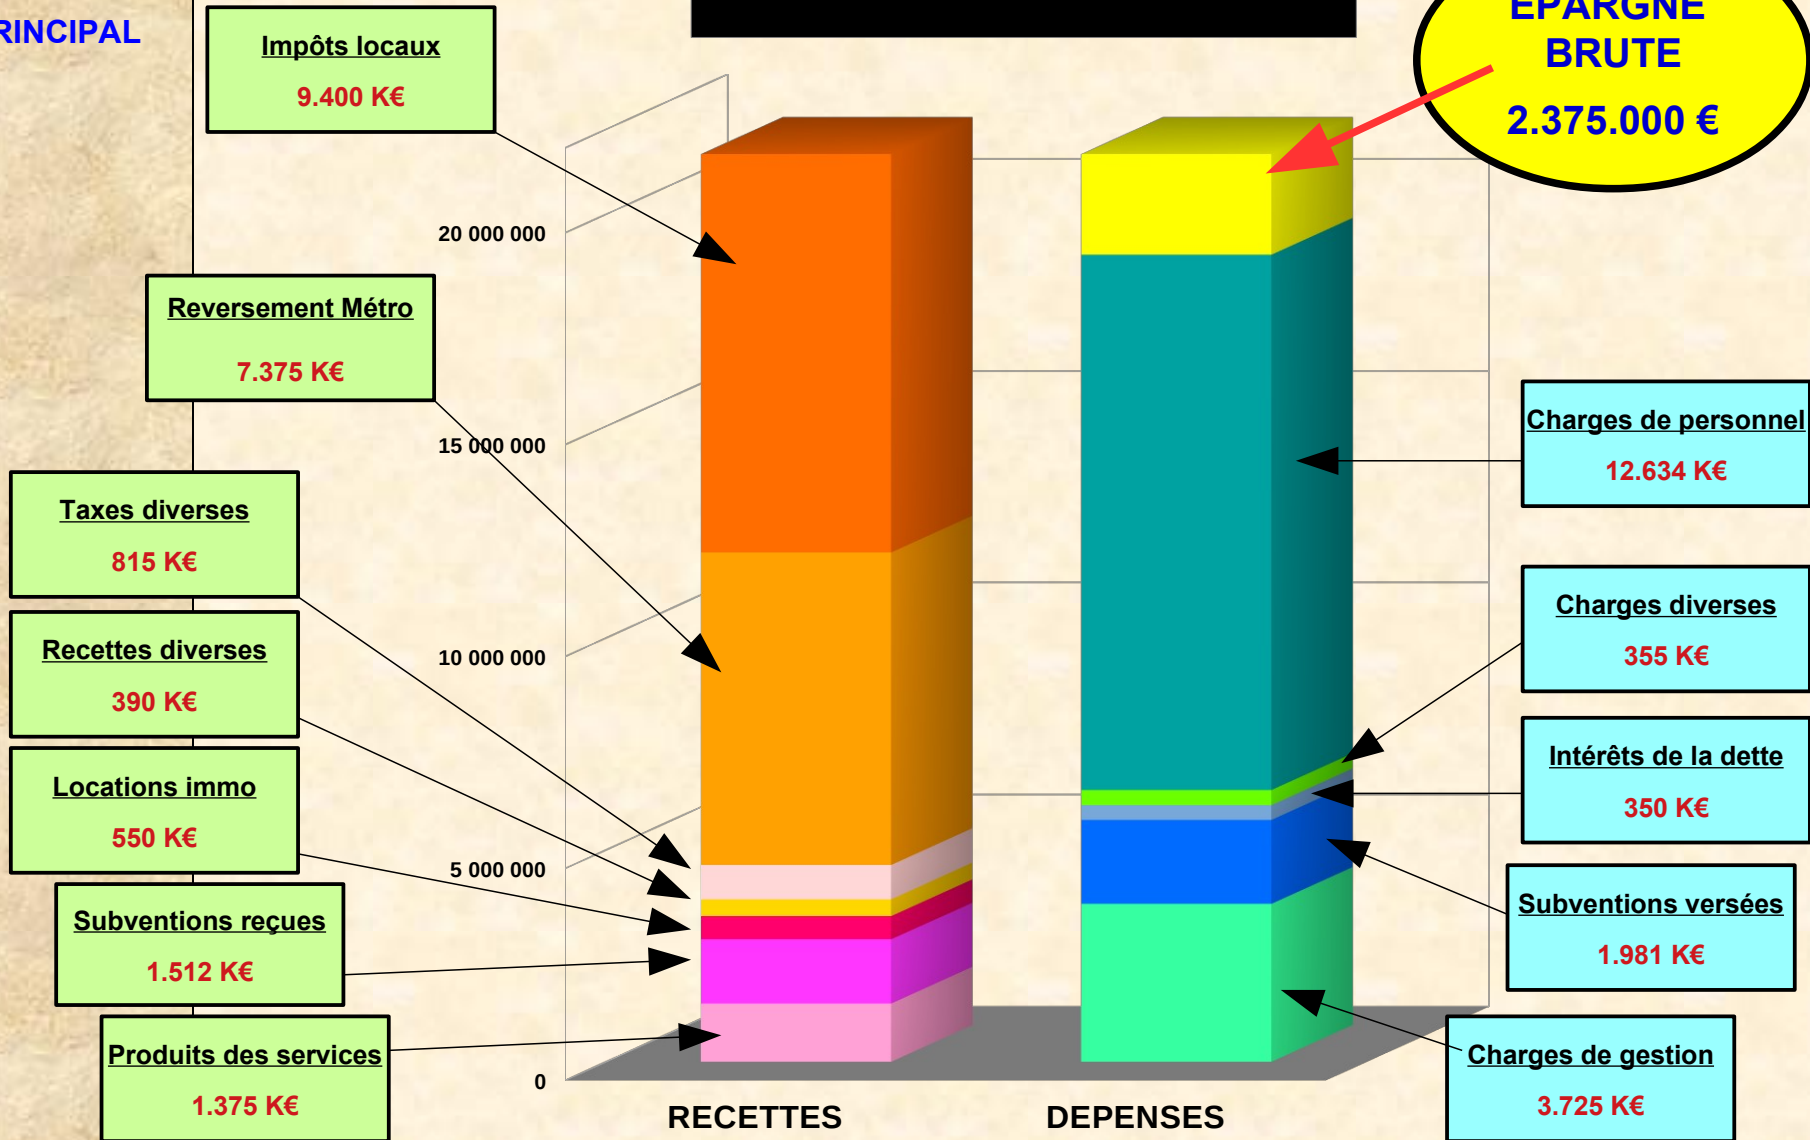 RINCIPAL
Impôts locaux
9.400 K€
EPARGNE
BRUTE
2.375.000 €
Reversement Métro
7.375 K€
Taxes diverses
815 K€
Recettes diverses
390 K€
Locations immo
550 K€
Subventions reçues
1.512 K€
Produits des services
1.375 K€
20 000 000
15 000 000
10 000 000
5 000 000
0
RECETTES
DEPENSES
Charges de personnel
12.634 K€
Charges diverses
355 K€
Intérêts de la dette
350 K€
Subventions versées
1.981 K€
Charges de gestion
3.725 K€